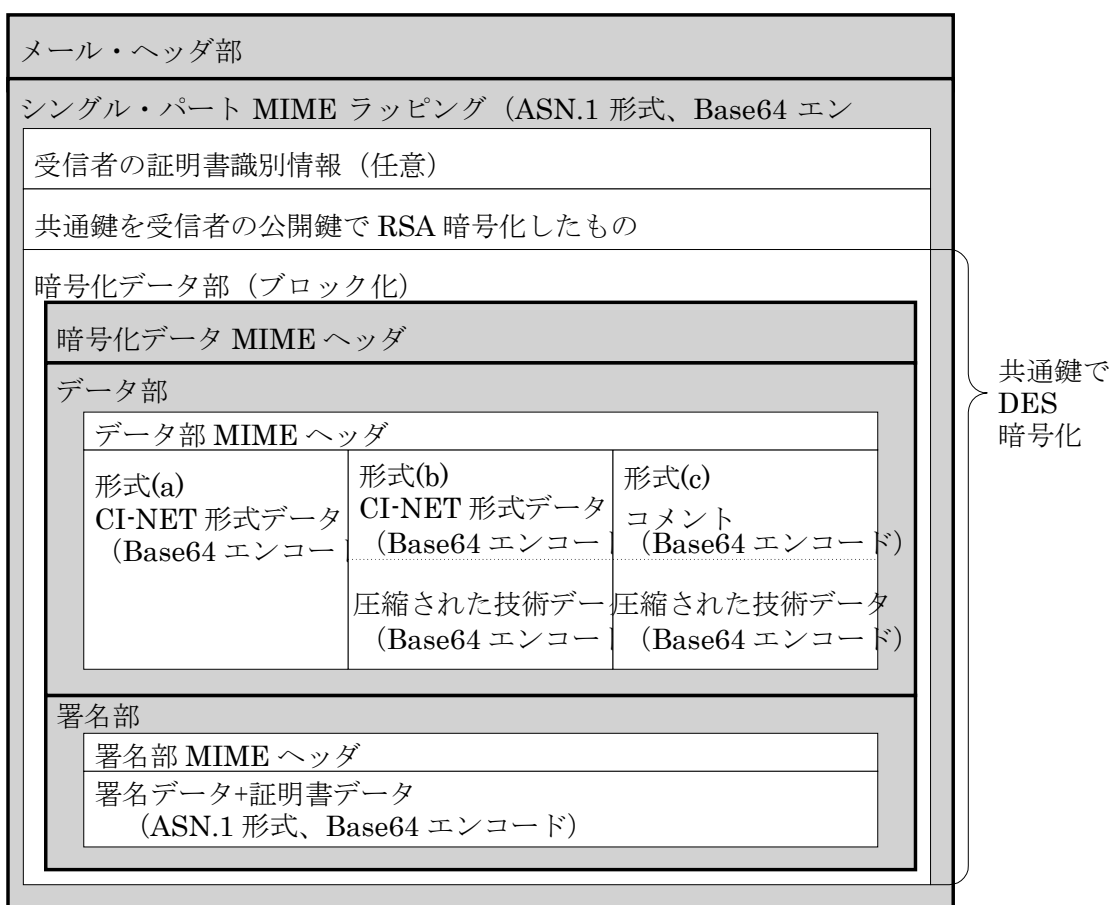 メール・ヘッダ部
シングル・パート MIME ラッピング（ASN.1 形式、Base64 エン
受信者の証明書識別情報（任意）
共通鍵を受信者の公開鍵で RSA 暗号化したもの
暗号化データ部（ブロック化）
暗号化データ MIME ヘッダ
データ部
データ部 MIME ヘッダ
形式(a)
CI-NET 形式データ
（Base64 エンコー
形式(b)
CI-NET 形式データ
（Base64 エンコー
圧縮された技術デー
（Base64 エンコー
形式(c)
コメント
（Base64 エンコード）
圧縮された技術データ
（Base64 エンコード）
署名部
署名部 MIME ヘッダ
署名データ+証明書データ
（ASN.1 形式、Base64 エンコード）
共通鍵で
DES
暗号化